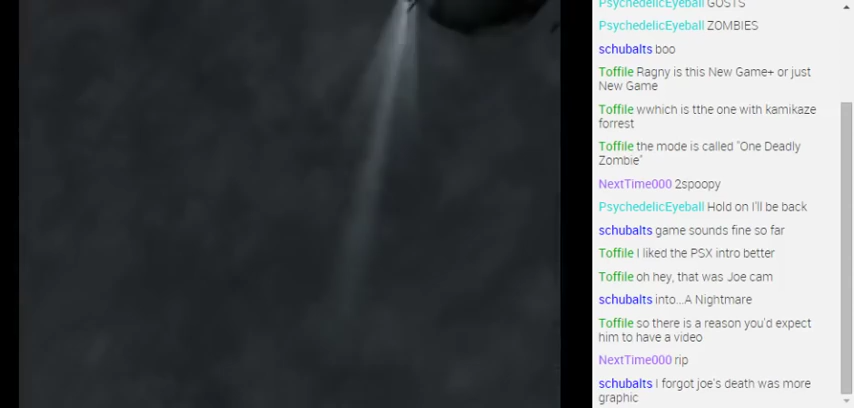 PsychedelicEyeball GUSTS
PsychedelicEyeball ZOMBIES
schubalts boo
Toffile Ragny is this New Game+ or just
New Game
Toffile wwhich is tthe one with kamikaze
forrest
Toffile the mode is called "One Deadly
Zombie"
NextTime000 2spoopy
PsychedelicEyeball Hold on I'll be back
schubalts game sounds fine so far
Toffile I liked the PSX intro better
Toffile oh hey, that was Joe cam
schubalts into...A Nightmare
Toffile so there is a reason you'd expect
him to have a video
NextTime000 rip
schubalts I forgot joe's death was more
graphic